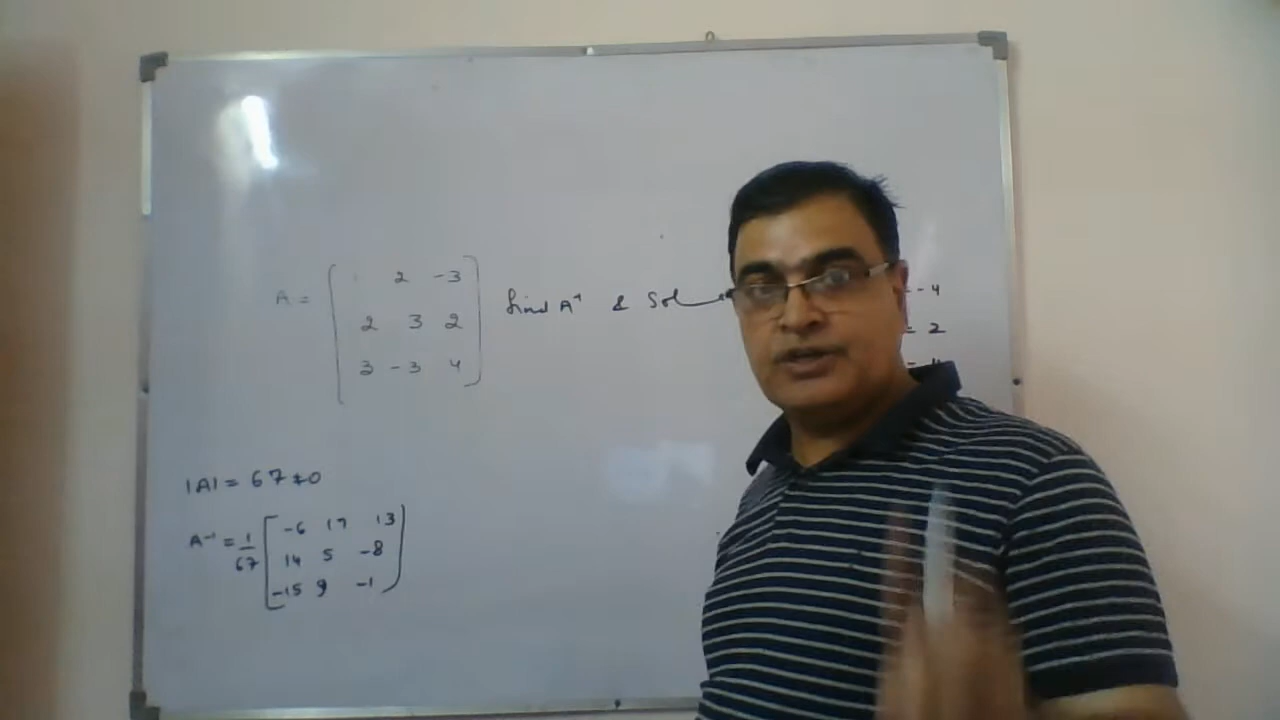 A = [ 1 2 -3 find A⁻¹ & Sol - 4
2 3 2 = 2
3 -3 4 ]
|A| = 67 ≠ 0
A⁻¹ = 1/67 [ -6 17 13
14 5 -8
-15 9 -1 ]